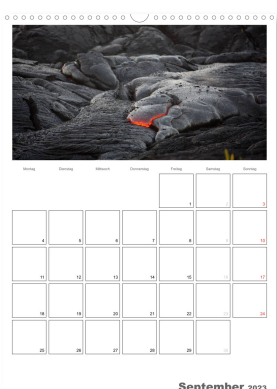 Montag Dienstag Mittwoch Donnerstag Freitag Samstag Sonntag
1 2 3
4 5 6 7 8 9 10
11 12 13 14 15 16 17
18 19 20 21 22 23 24
25 26 27 28 29 30
September 2023